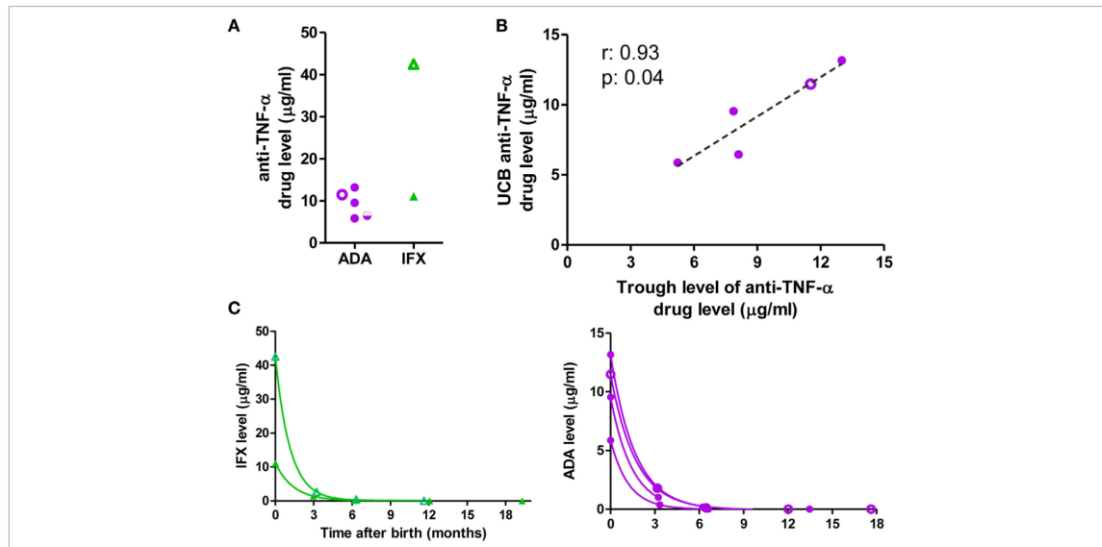 A
anti-TNF-α
drug level (µg/ml)
50
40
30
20
10
0
ADA IFX
B
r: 0.93
p: 0.04
UCB anti-TNF-α
drug level (µg/ml)
15
10
5
0
0 3 6 9 12 15
Trough level of anti-TNF-α
drug level (µg/ml)
C
IFX level (µg/ml)
50
40
30
20
10
0
0 3 6 9 12 15 18
Time after birth (months)
ADA level (µg/ml)
15
10
5
0
0 3 6 9 12 15 18